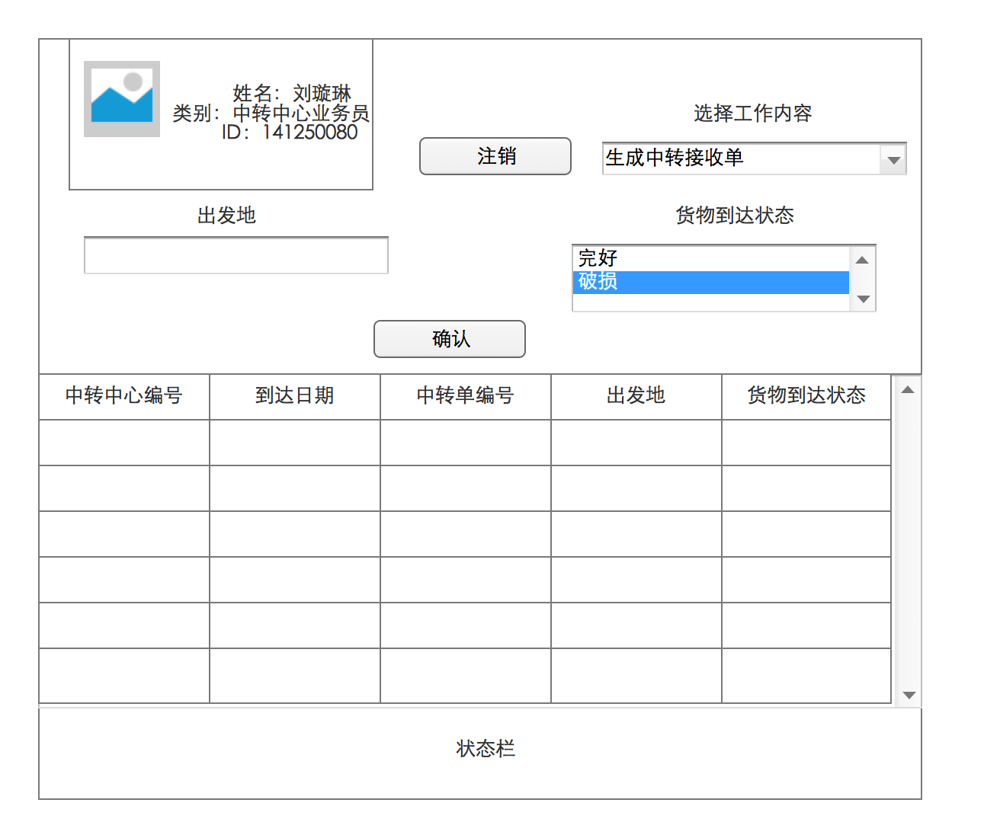 姓名：刘璇琳
类别：中转中心业务员
ID：141250080
选择工作内容
注销
生成中转接收单
出发地
货物到达状态
完好
破损
确认
中转中心编号 到达日期 中转单编号 出发地 货物到达状态
状态栏